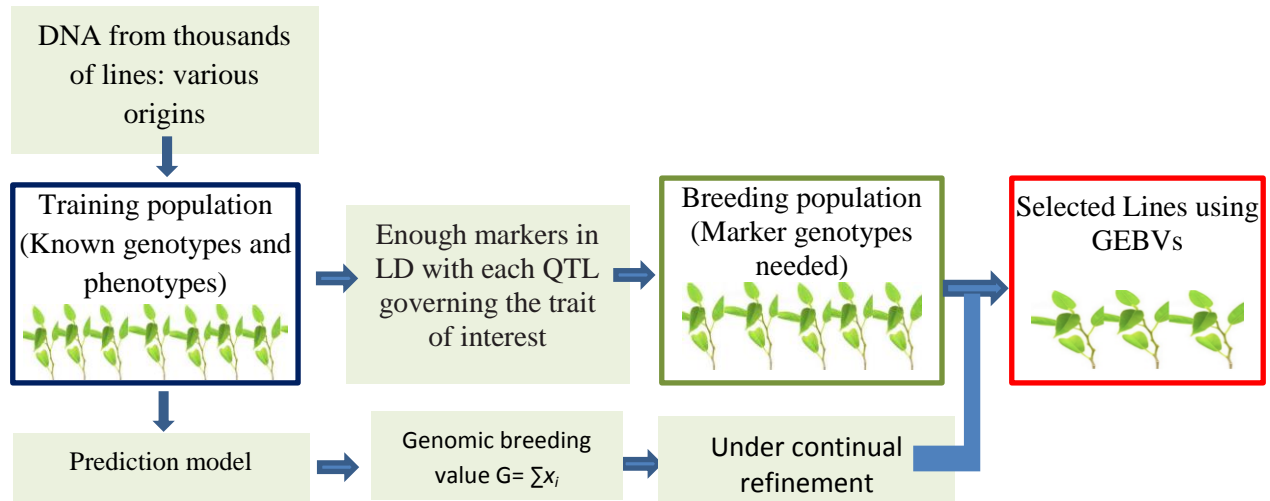 DNA from thousands
of lines: various
origins
Training population
(Known genotypes and
phenotypes)
Enough markers in
LD with each QTL
governing the trait
of interest
Breeding population
(Marker genotypes
needed)
Selected Lines using
GEBVs
Prediction model
Genomic breeding
value G= ∑xᵢ
Under continual
refinement